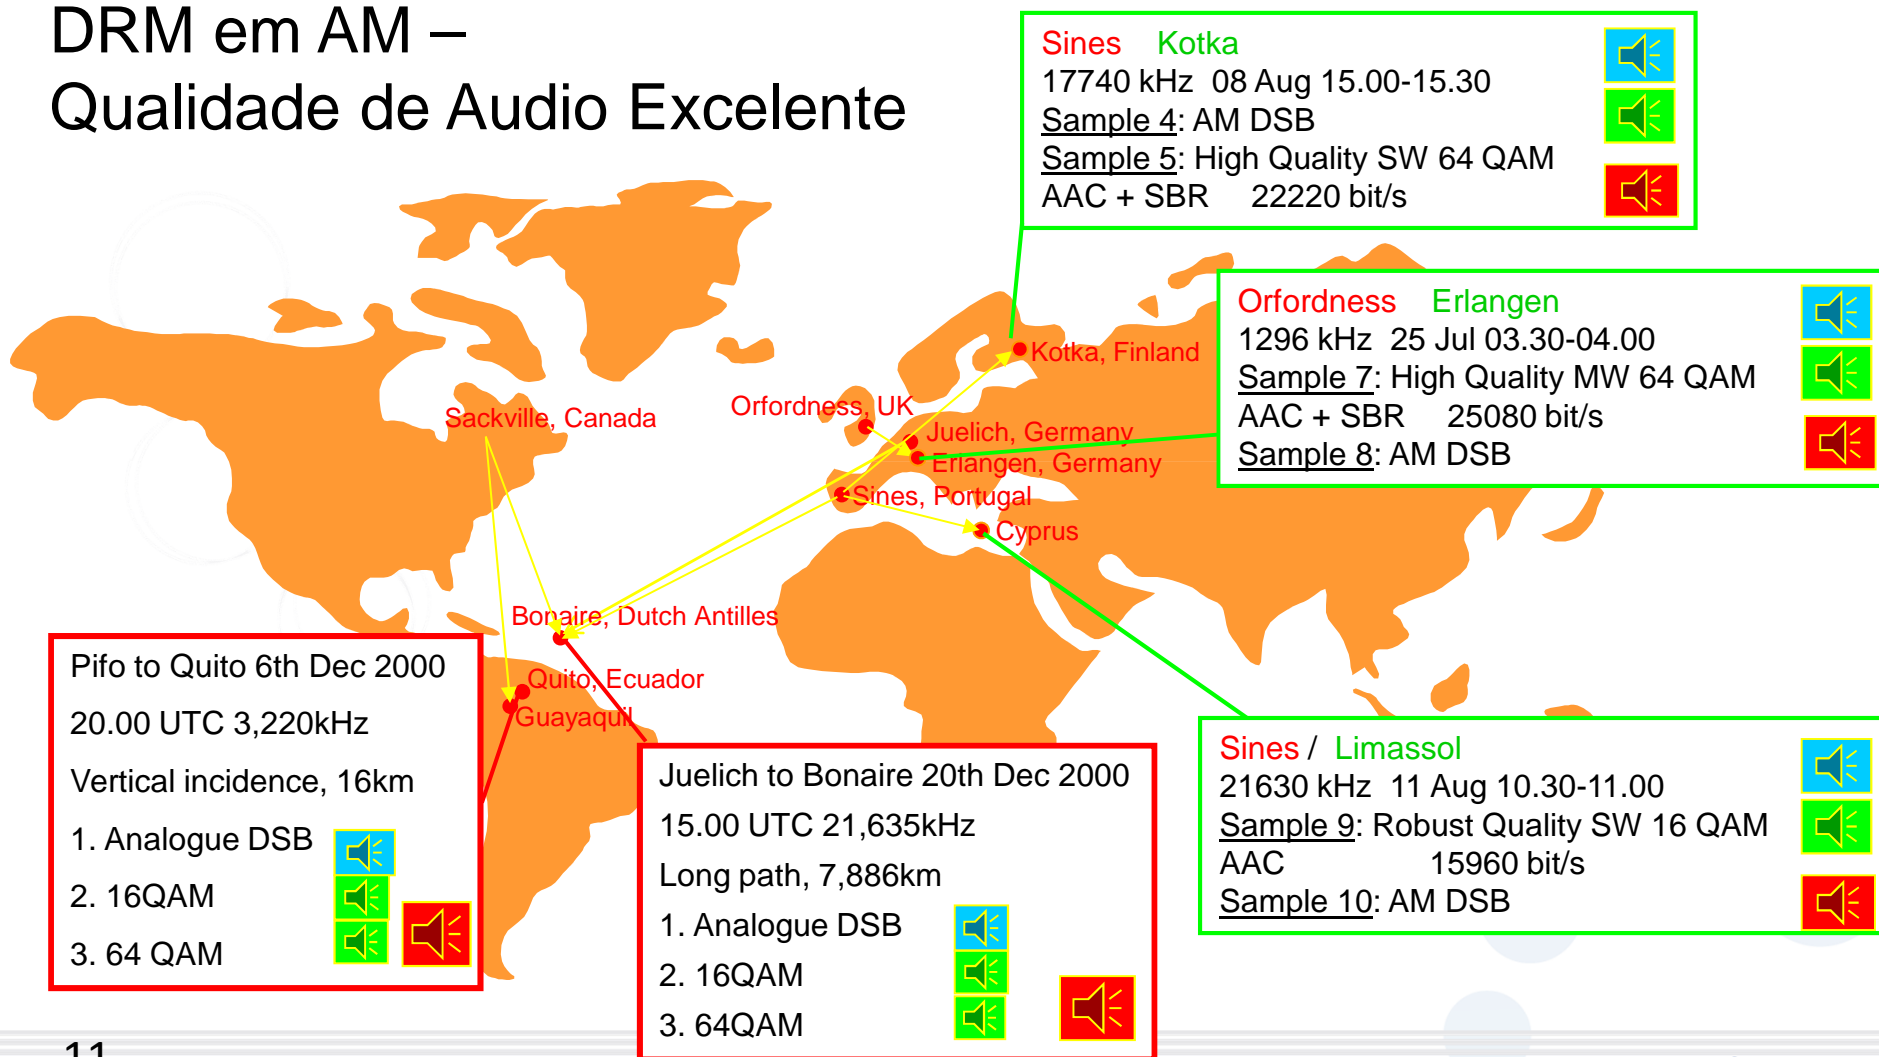 DRM em AM –
Qualidade de Audio Excelente
Sines Kotka
17740 kHz 08 Aug 15.00-15.30
Sample 4: AM DSB
Sample 5: High Quality SW 64 QAM
AAC + SBR 22220 bit/s
Orfordness Erlangen
1296 kHz 25 Jul 03.30-04.00
Sample 7: High Quality MW 64 QAM
AAC + SBR 25080 bit/s
Sample 8: AM DSB
Kotka, Finland
Sackville, Canada
Orfordness, UK
Juelich, Germany
Erlangen, Germany
Sines, Portugal
Cyprus
Bonaire, Dutch Antilles
Quito, Ecuador
Guayaquil
Pifo to Quito 6th Dec 2000
20.00 UTC 3,220kHz
Vertical incidence, 16km
1. Analogue DSB
2. 16QAM
3. 64 QAM
Juelich to Bonaire 20th Dec 2000
15.00 UTC 21,635kHz
Long path, 7,886km
1. Analogue DSB
2. 16QAM
3. 64QAM
Sines / Limassol
21630 kHz 11 Aug 10.30-11.00
Sample 9: Robust Quality SW 16 QAM
AAC 15960 bit/s
Sample 10: AM DSB
11